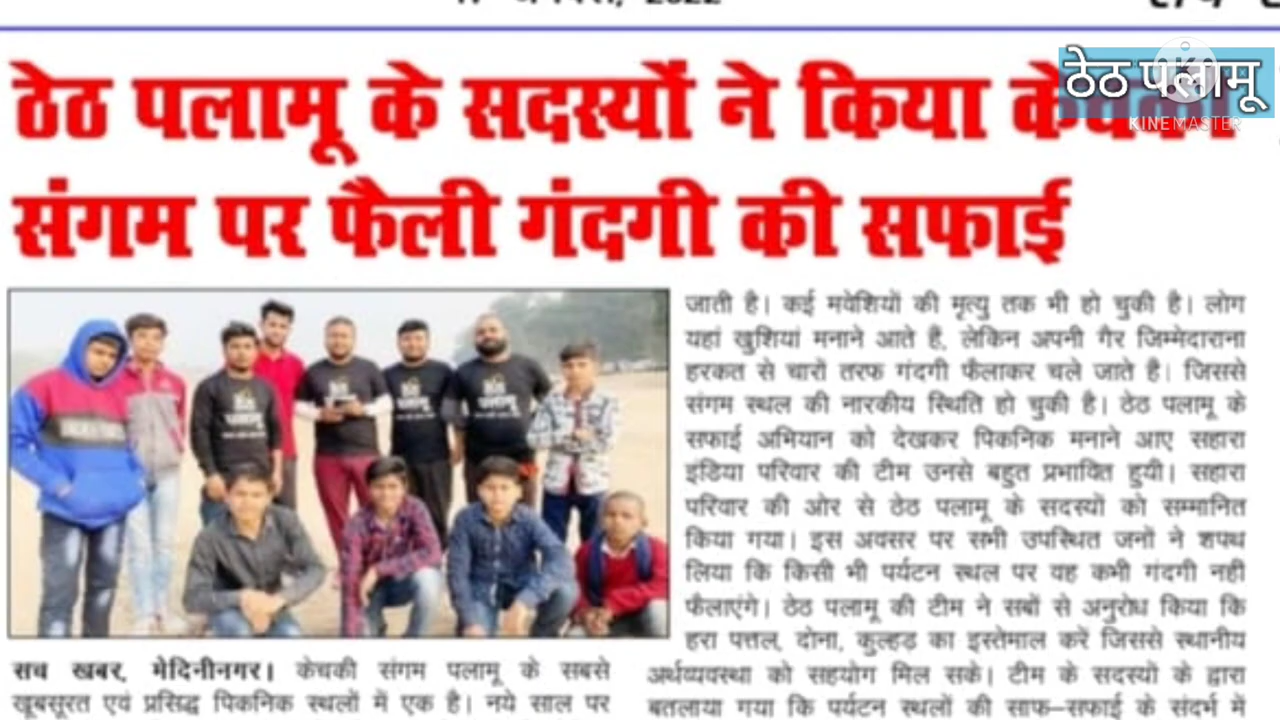 2022
ठेठ पलामू के सदस्यों ने किया
ठेठ पलामू
KINEMASTER
संगम पर फैली गंदगी की सफाई
सच खबर, मेदिनीनगर। केचकी संगम पलामू के सबसे
खूबसूरत एवं प्रसिद्ध पिकनिक स्थलों में एक है। नये साल पर
जाती है। कई मवेशियों की मृत्यु तक भी हो चुकी है। लोग
यहां खुशियां मनाने आते हैं, लेकिन अपनी गैर जिम्मेदाराना
हरकत से चारों तरफ गंदगी फैलाकर चले जाते है। जिससे
संगम स्थल की नारकीय स्थिति हो चुकी है। ठेठ पलामू के
सफाई अभियान को देखकर पिकनिक मनाने आए सहारा
इंडिया परिवार की टीम उनसे बहुत प्रभावित हुयी। सहारा
परिवार की ओर से ठेठ पलामू के सदस्यों को सम्मानित
किया गया। इस अवसर पर सभी उपस्थित जनों ने शपथ
लिया कि किसी भी पर्यटन स्थल पर वह कभी गंदगी नहीं
फैलाएंगे। ठेठ पलामू की टीम ने सबों से अनुरोध किया कि
हरा पत्तल, दोना, कुल्हड़ का इस्तेमाल करें जिससे स्थानीय
अर्थव्यवस्था को सहयोग मिल सके। टीम के सदस्यों के द्वारा
बतलाया गया कि पर्यटन स्थलों की साफ–सफाई के संदर्भ में